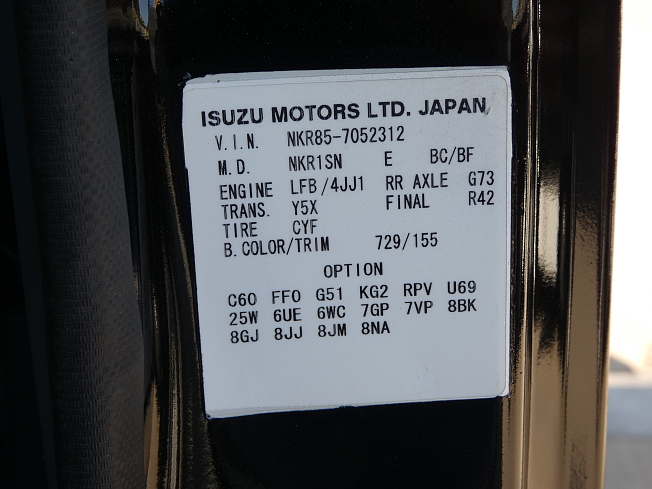 ISUZU MOTORS LTD. JAPAN
V.I.N. NKR85-7052312
M.D. NKR1SN E BC/BF
ENGINE LFB/4JJ1 RR AXLE G73
TRANS. Y5X FINAL R42
TIRE CYF
B.COLOR/TRIM 729/155
OPTION
C60 FF0 G51 KG2 RPV U69
25W 6UE 6WC 7GP 7VP 8BK
8GJ 8JJ 8JM 8NA